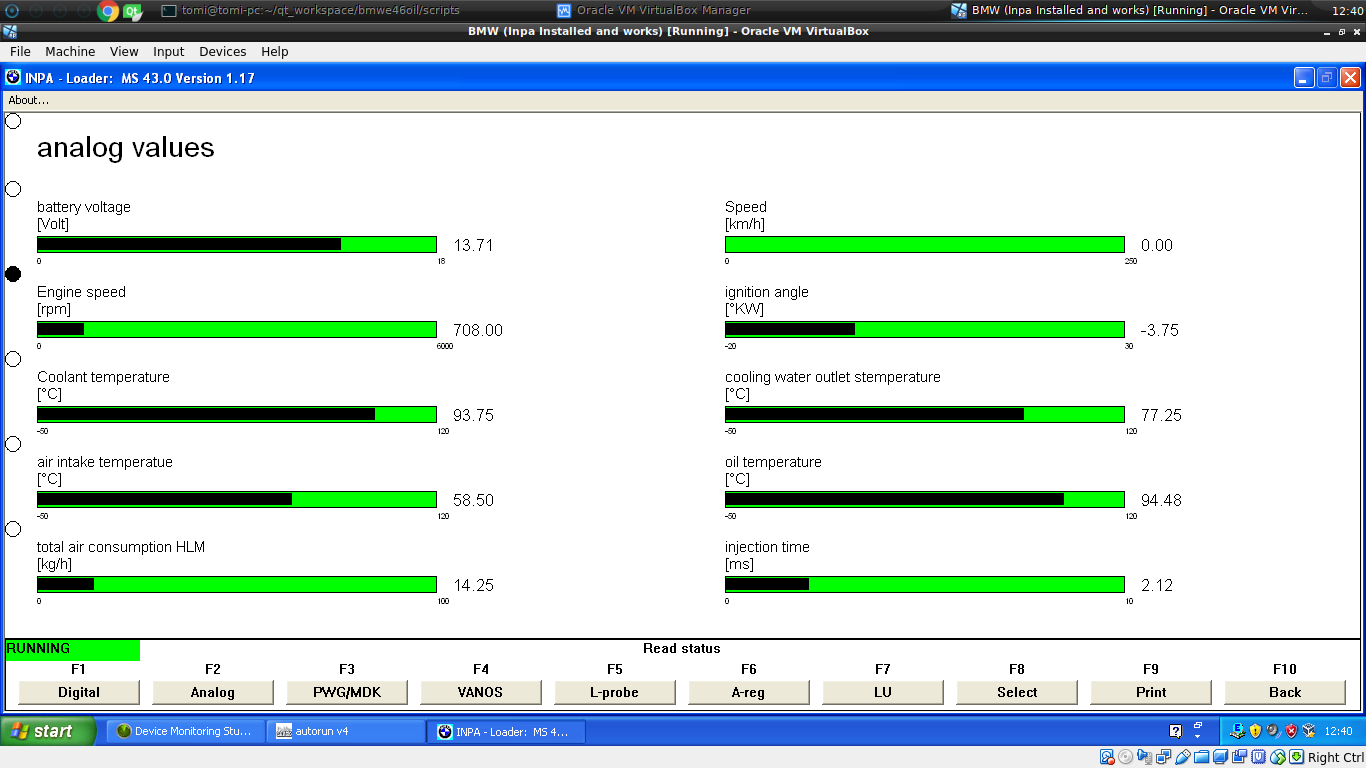 tomi@tomi-pc:~/qt_workspace/bmwe46oil/scripts
Oracle VM VirtualBox Manager
BMW (Inpa Installed and works) [Running] - Oracle VM Vir...
12:40
BMW (Inpa Installed and works) [Running] - Oracle VM VirtualBox
File Machine View Input Devices Help
INPA - Loader: MS 43.0 Version 1.17
About...
analog values
battery voltage
[Volt]
13.71
0 18
Speed
[km/h]
0.00
0 250
Engine speed
[rpm]
708.00
0 6000
ignition angle
[°KW]
-3.75
-20 30
Coolant temperature
[°C]
93.75
-50 120
cooling water outlet stemperature
[°C]
77.25
-50 120
air intake temperatue
[°C]
58.50
-50 120
oil temperature
[°C]
94.48
-50 120
total air consumption HLM
[kg/h]
14.25
0 100
injection time
[ms]
2.12
0 10
RUNNING
Read status
F1 F2 F3 F4 F5 F6 F7 F8 F9 F10
Digital Analog PWG/MDK VANOS L-probe A-reg LU Select Print Back
start
Device Monitoring Stu...
autorun v4
INPA - Loader: MS 4...
12:40
Right Ctrl